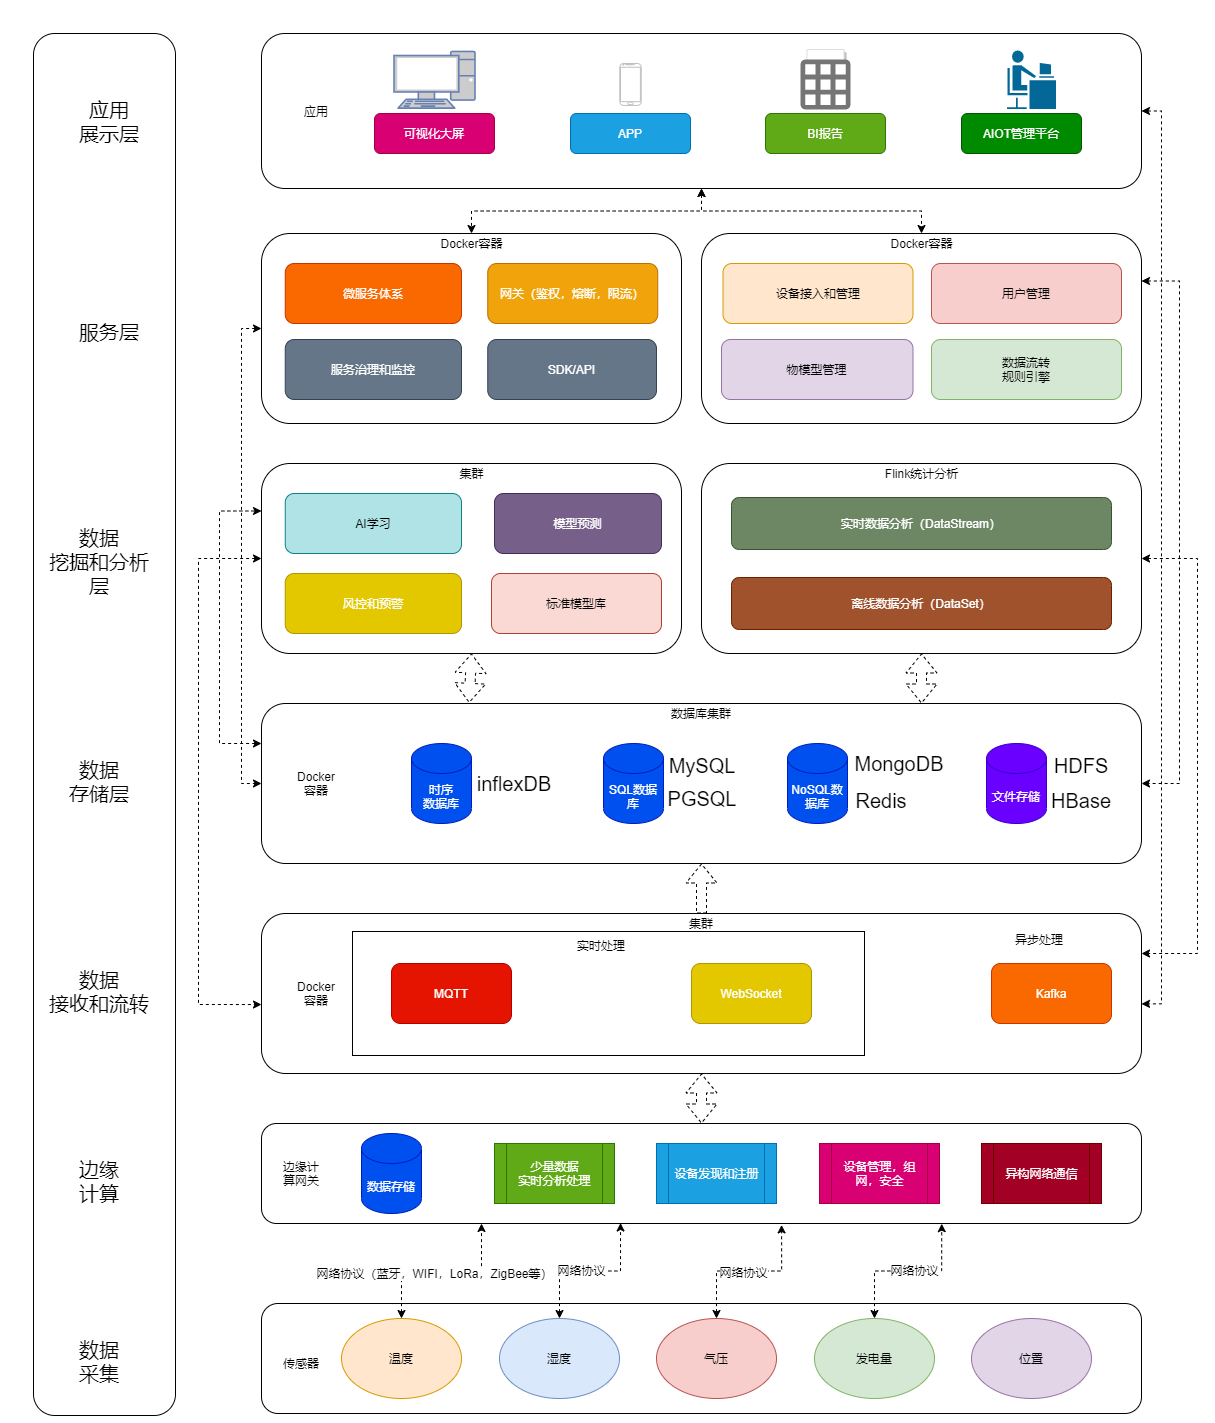 应用
展示层
应用
可视化大屏
APP
BI报告
AIOT管理平台
服务层
Docker容器
微服务体系
网关（鉴权，熔断，限流）
服务治理和监控
SDK/API
Docker容器
设备接入和管理
用户管理
物模型管理
数据流转
规则引擎
数据
挖掘和分析
层
集群
AI学习
模型预测
风控和预警
标准模型库
Flink统计分析
实时数据分析（DataStream）
离线数据分析（DataSet）
数据
存储层
数据库集群
Docker
容器
时序
数据库
inflexDB
SQL数据
库
MySQL
PGSQL
NoSQL数
据库
MongoDB
Redis
文件存储
HDFS
HBase
数据
接收和流转
集群
Docker
容器
实时处理
MQTT
WebSocket
异步处理
Kafka
边缘
计算
边缘计
算网关
数据存储
少量数据
实时分析处理
设备发现和注册
设备管理，组
网，安全
异构网络通信
网络协议（蓝牙，WIFI，LoRa，ZigBee等）
网络协议
网络协议
网络协议
数据
采集
传感器
温度
湿度
气压
发电量
位置